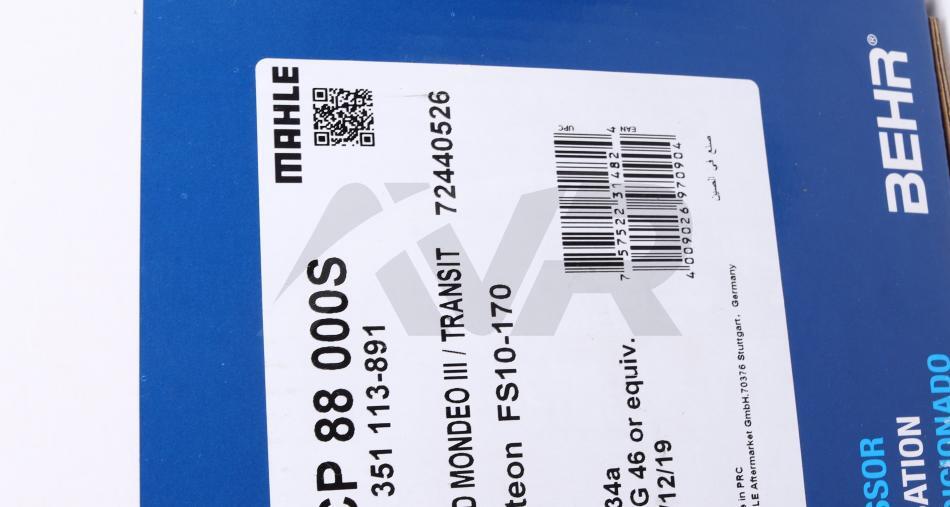 MAHLE
CP 88 000S
351 113-891
D MONDEO III / TRANSIT 72440526
teon FS10-170
34a
G 46 or equiv.
/12/19
UPC
7 57522 31482 4
EAN
4 009026 970904
صنع في الصين
e in PRC
LE Aftermarket GmbH.70376 Stuttgart, Germany
BEHR®
SSOR
ATION
CIONADO